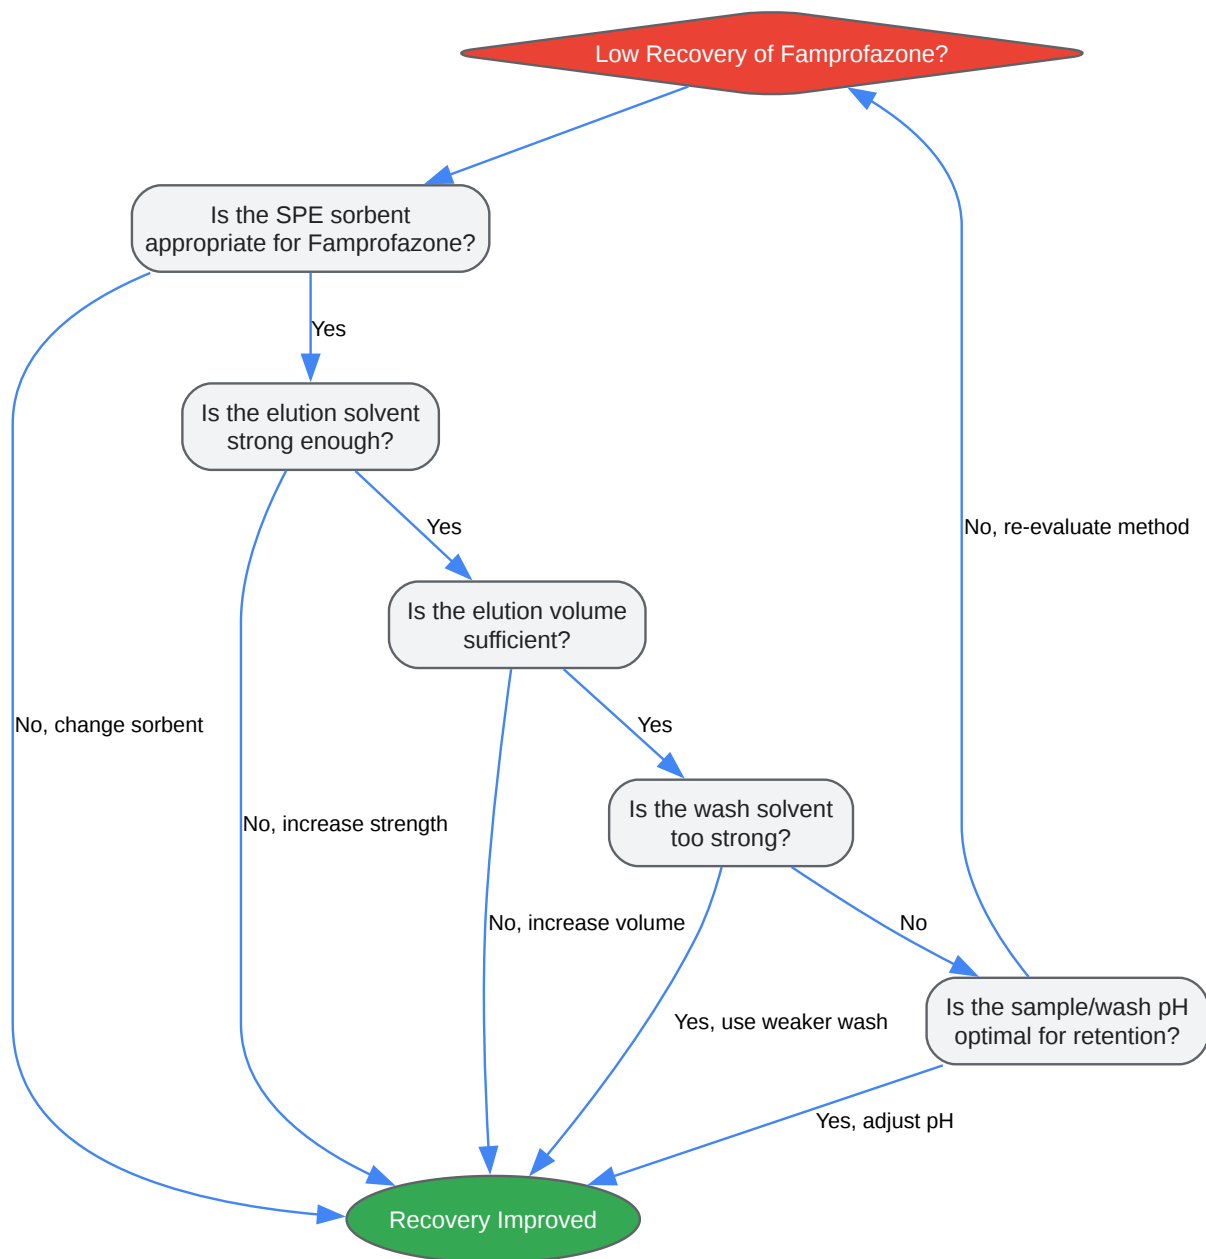 Low Recovery of Famprofazone?
Is the SPE sorbent
appropriate for Famprofazone?
Yes
Is the elution solvent
strong enough?
Yes
No, re-evaluate method
Is the elution volume
sufficient?
No, change sorbent
Yes
Is the wash solvent
too strong?
No, increase strength
No, increase volume
No
Is the sample/wash pH
optimal for retention?
Yes, use weaker wash
Yes, adjust pH
Recovery Improved